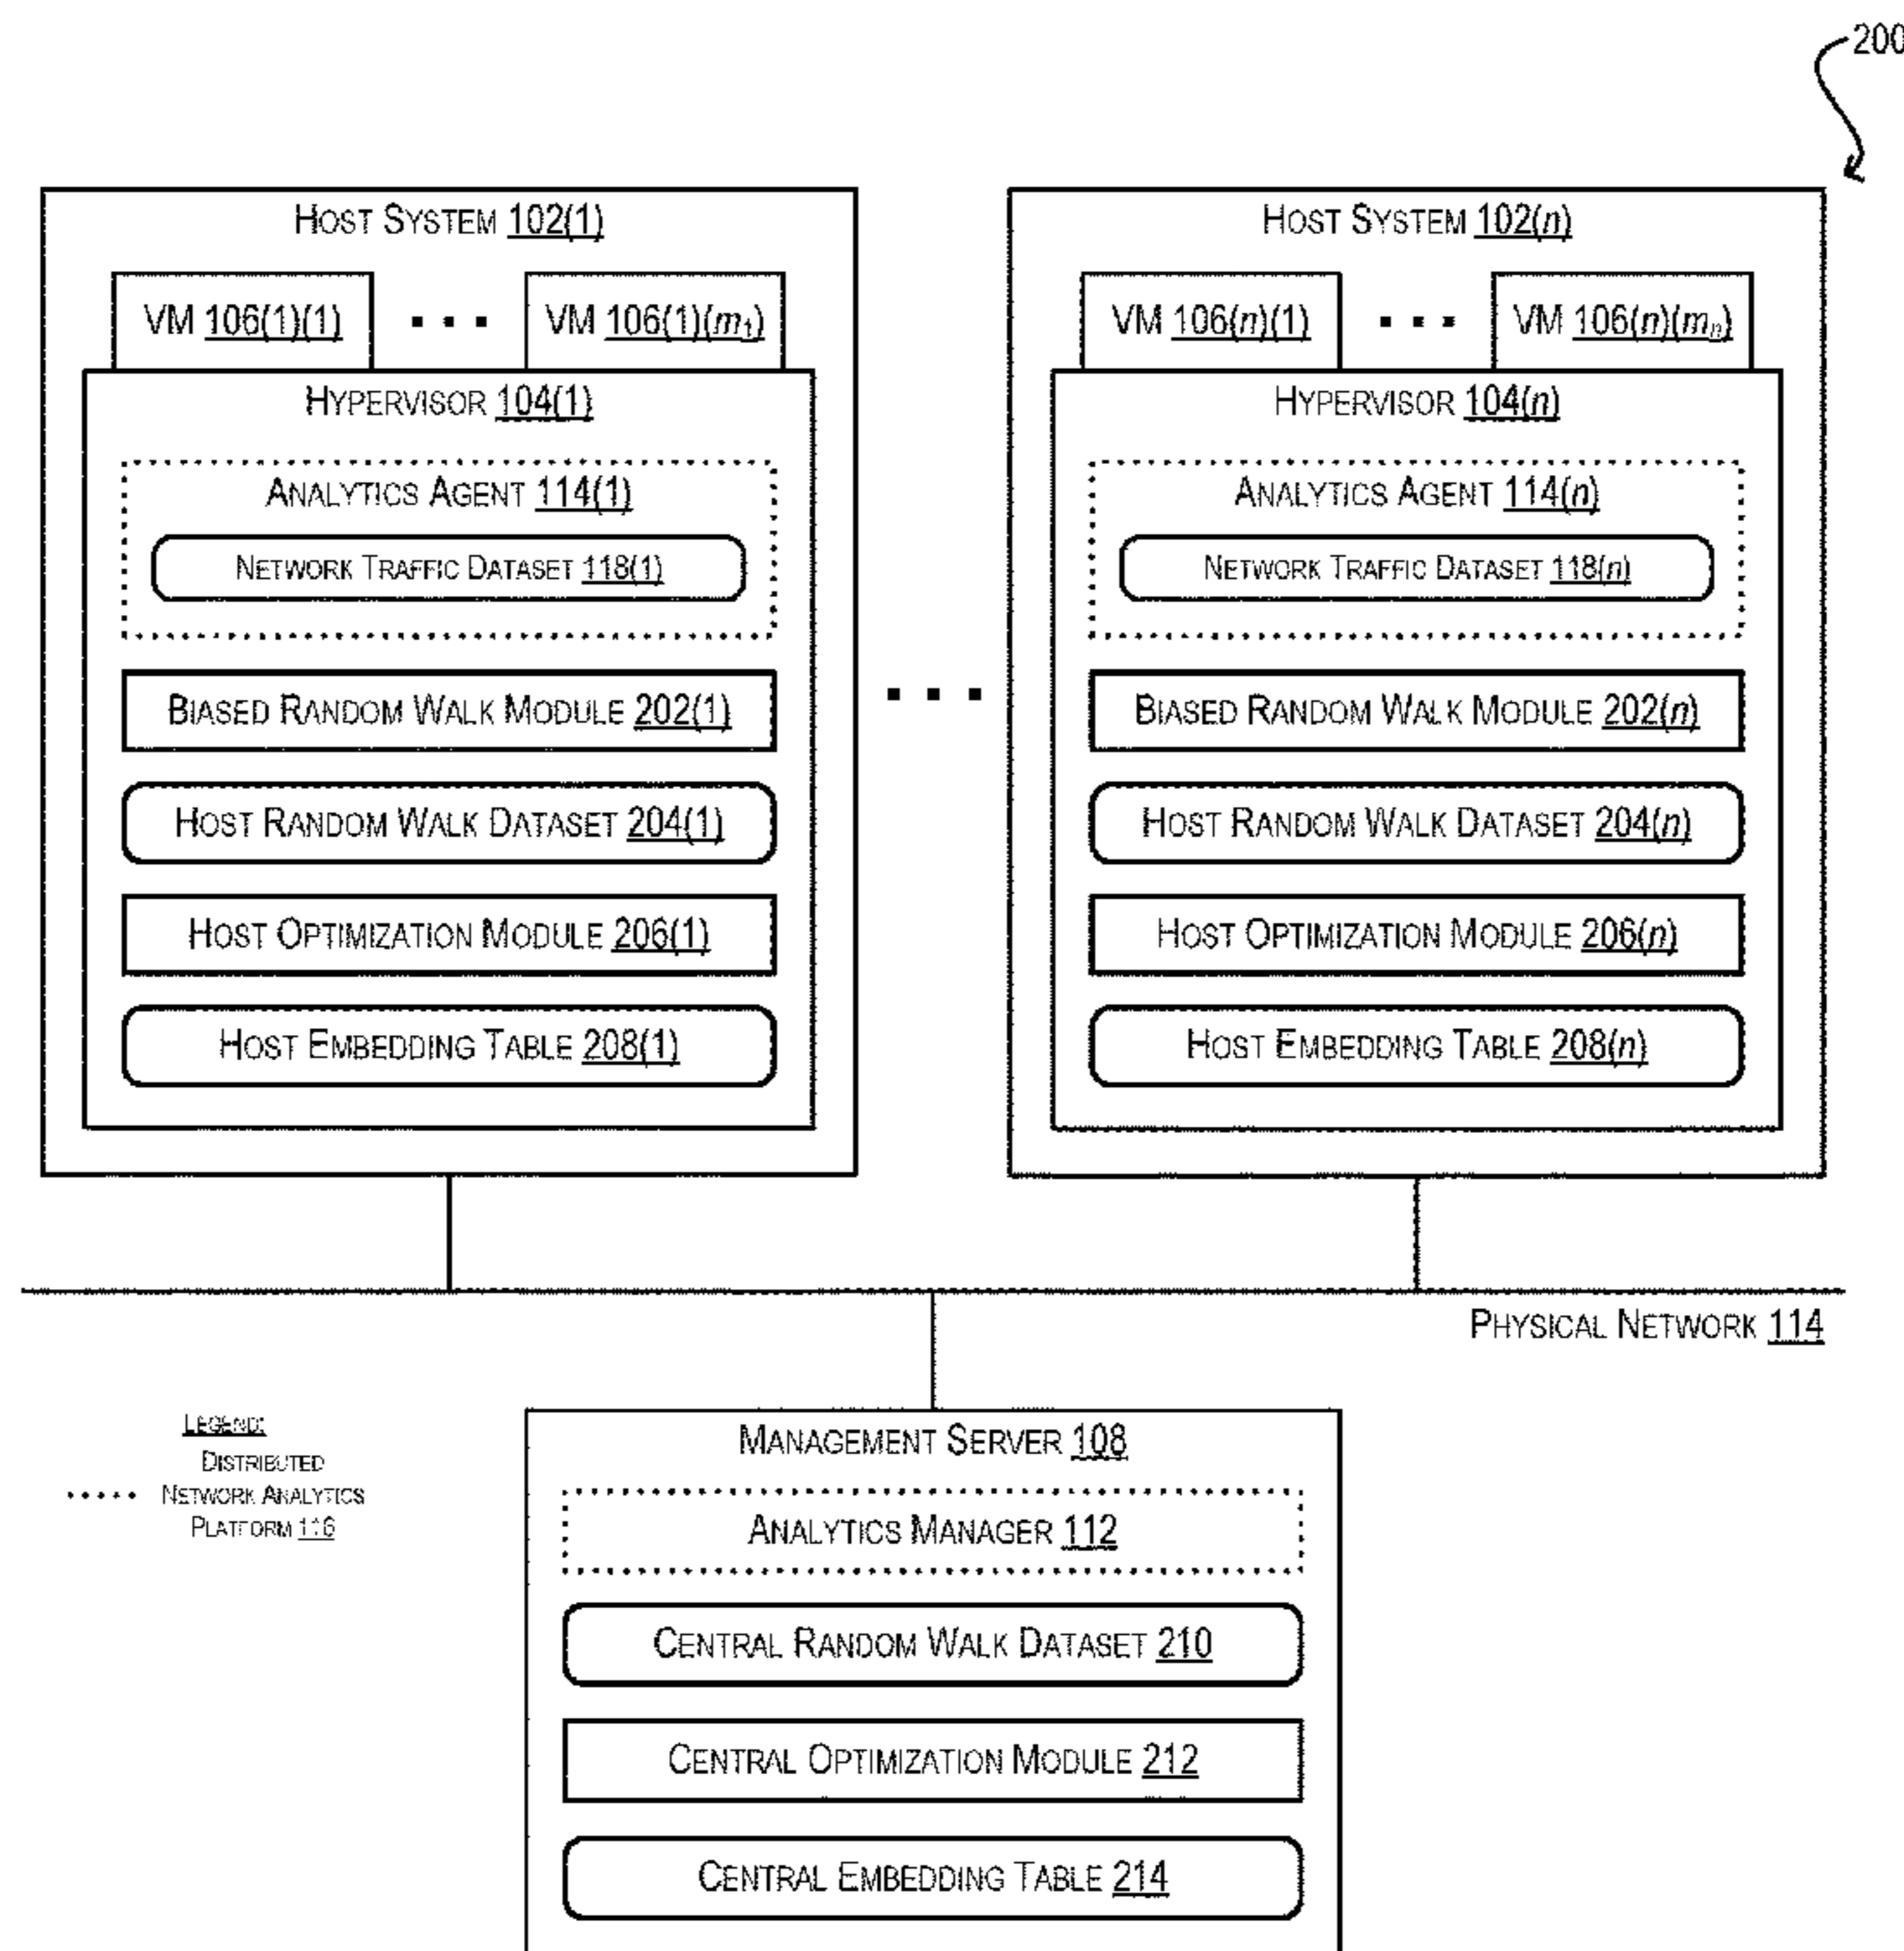 200
HOST SYSTEM 102(1)
VM 106(1)(1)
VM 106(1)(m1)
HYPERVISOR 104(1)
ANALYTICS AGENT 114(1)
NETWORK TRAFFIC DATASET 118(1)
BIASED RANDOM WALK MODULE 202(1)
HOST RANDOM WALK DATASET 204(1)
HOST OPTIMIZATION MODULE 206(1)
HOST EMBEDDING TABLE 208(1)
HOST SYSTEM 102(n)
VM 106(n)(1)
VM 106(n)(mn)
HYPERVISOR 104(n)
ANALYTICS AGENT 114(n)
NETWORK TRAFFIC DATASET 118(n)
BIASED RANDOM WALK MODULE 202(n)
HOST RANDOM WALK DATASET 204(n)
HOST OPTIMIZATION MODULE 206(n)
HOST EMBEDDING TABLE 208(n)
PHYSICAL NETWORK 114
LEGEND:
DISTRIBUTED
NETWORK ANALYTICS
PLATFORM 116
MANAGEMENT SERVER 108
ANALYTICS MANAGER 112
CENTRAL RANDOM WALK DATASET 210
CENTRAL OPTIMIZATION MODULE 212
CENTRAL EMBEDDING TABLE 214